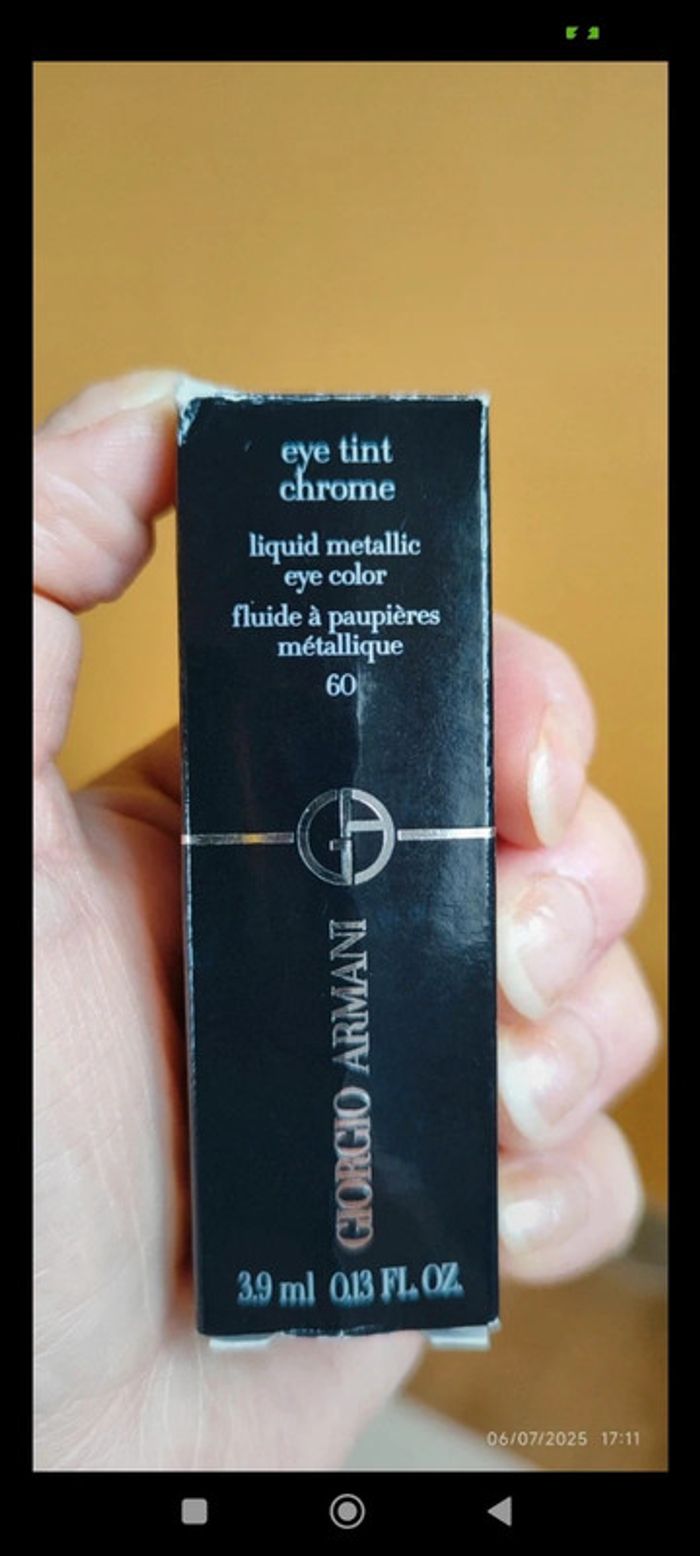 eye tint
chrome
liquid metallic
eye color
fluide à paupières
métallique
60
GIORGIO ARMANI
3.9 ml 0.13 FL. OZ.
06/07/2025 17:11